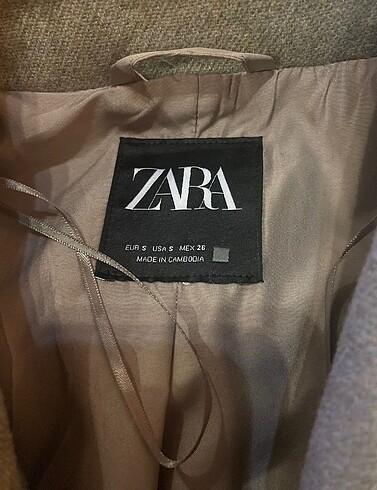 ZARA
EUR S USA S MEX 26
MADE IN CAMBODIA